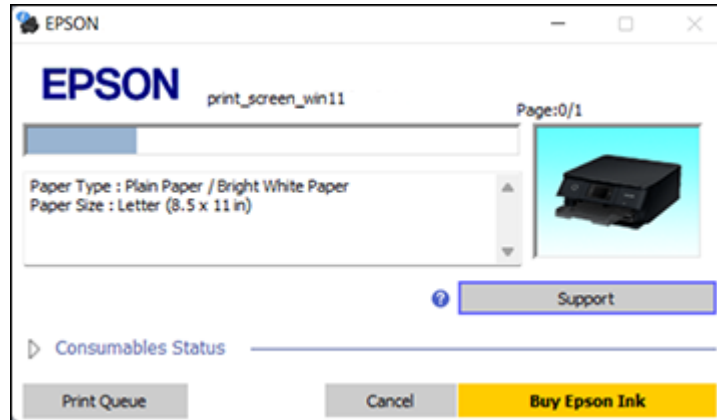 EPSON
EPSON
print_screen_win11
Page:0/1
Paper Type : Plain Paper / Bright White Paper
Paper Size : Letter (8.5 x 11 in)
Support
Consumables Status
Print Queue
Cancel
Buy Epson Ink